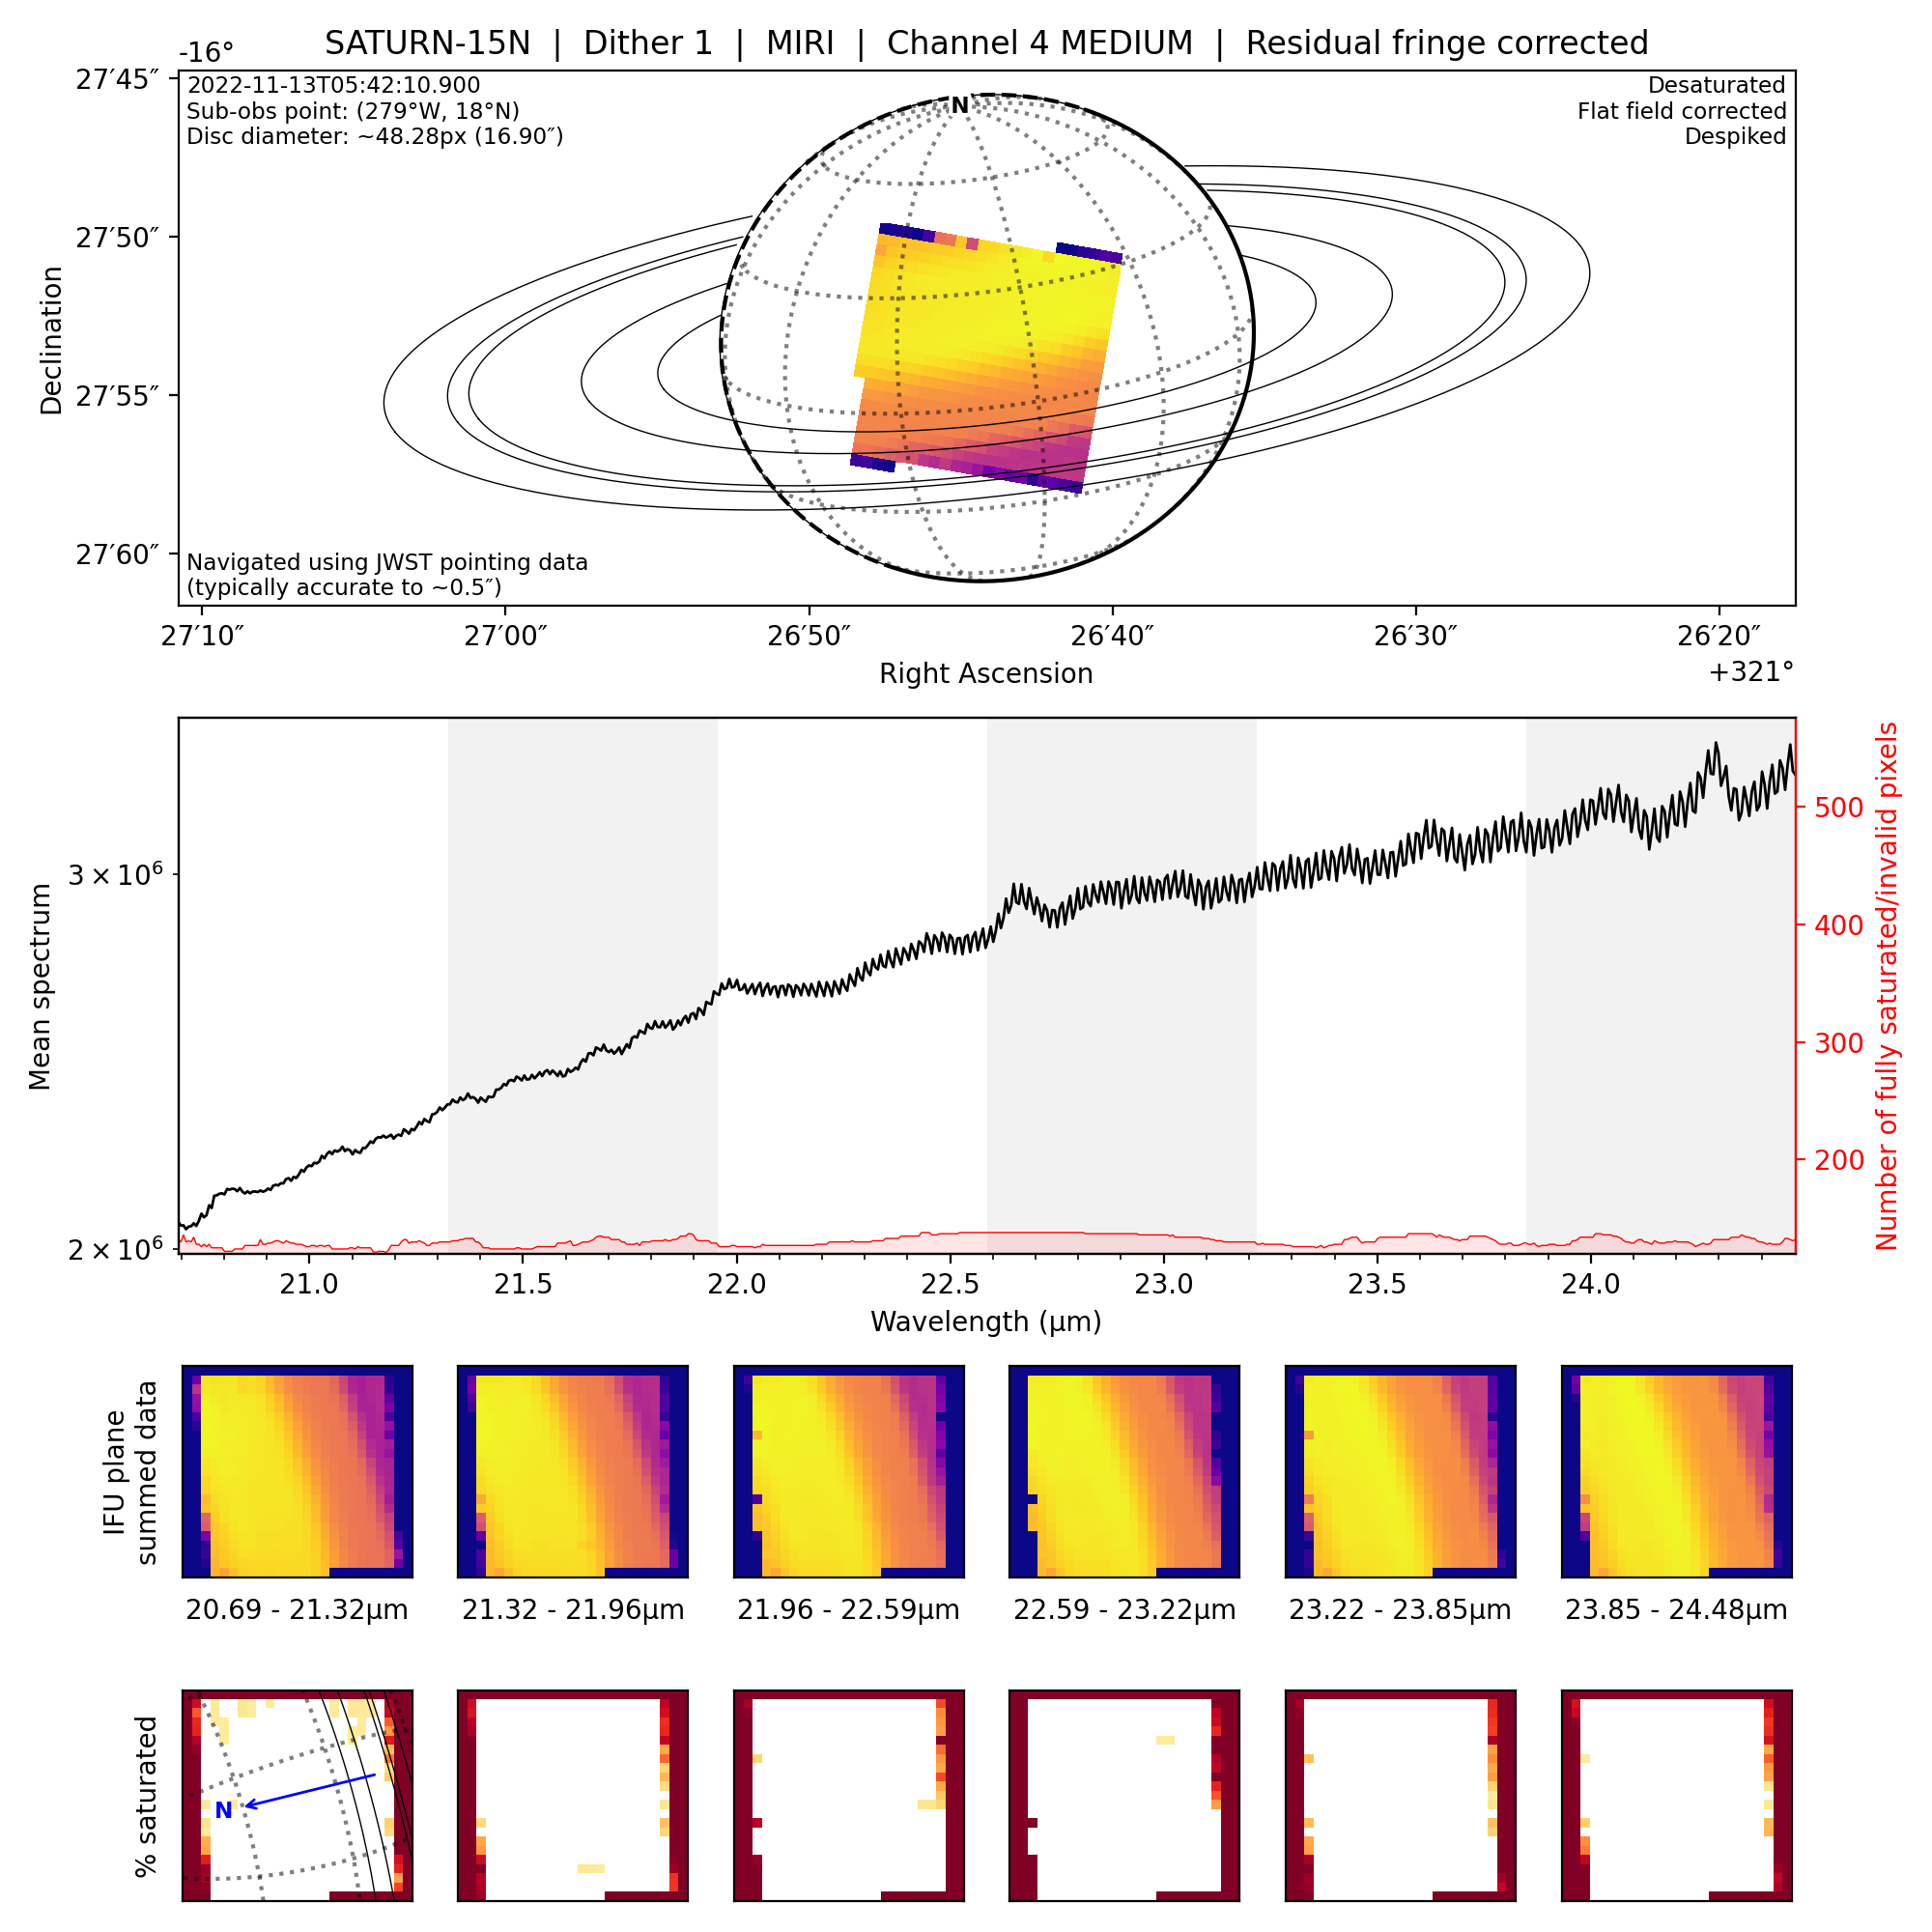 SATURN-15N | Dither 1 | MIRI | Channel 4 MEDIUM | Residual fringe corrected
-16°
27′45″
27′50″
27′55″
27′60″
Declination
2022-11-13T05:42:10.900
Sub-obs point: (279°W, 18°N)
Disc diameter: ~48.28px (16.90″)
Desaturated
Flat field corrected
Despiked
N
Navigated using JWST pointing data
(typically accurate to ~0.5″)
27′10″ 27′00″ 26′50″ 26′40″ 26′30″ 26′20″
Right Ascension
+321°
Mean spectrum
3 × 10⁶
2 × 10⁶
500
400
300
200
Number of fully saturated/invalid pixels
21.0 21.5 22.0 22.5 23.0 23.5 24.0
Wavelength (µm)
IFU plane
summed data
20.69 - 21.32µm 21.32 - 21.96µm 21.96 - 22.59µm 22.59 - 23.22µm 23.22 - 23.85µm 23.85 - 24.48µm
% saturated
N